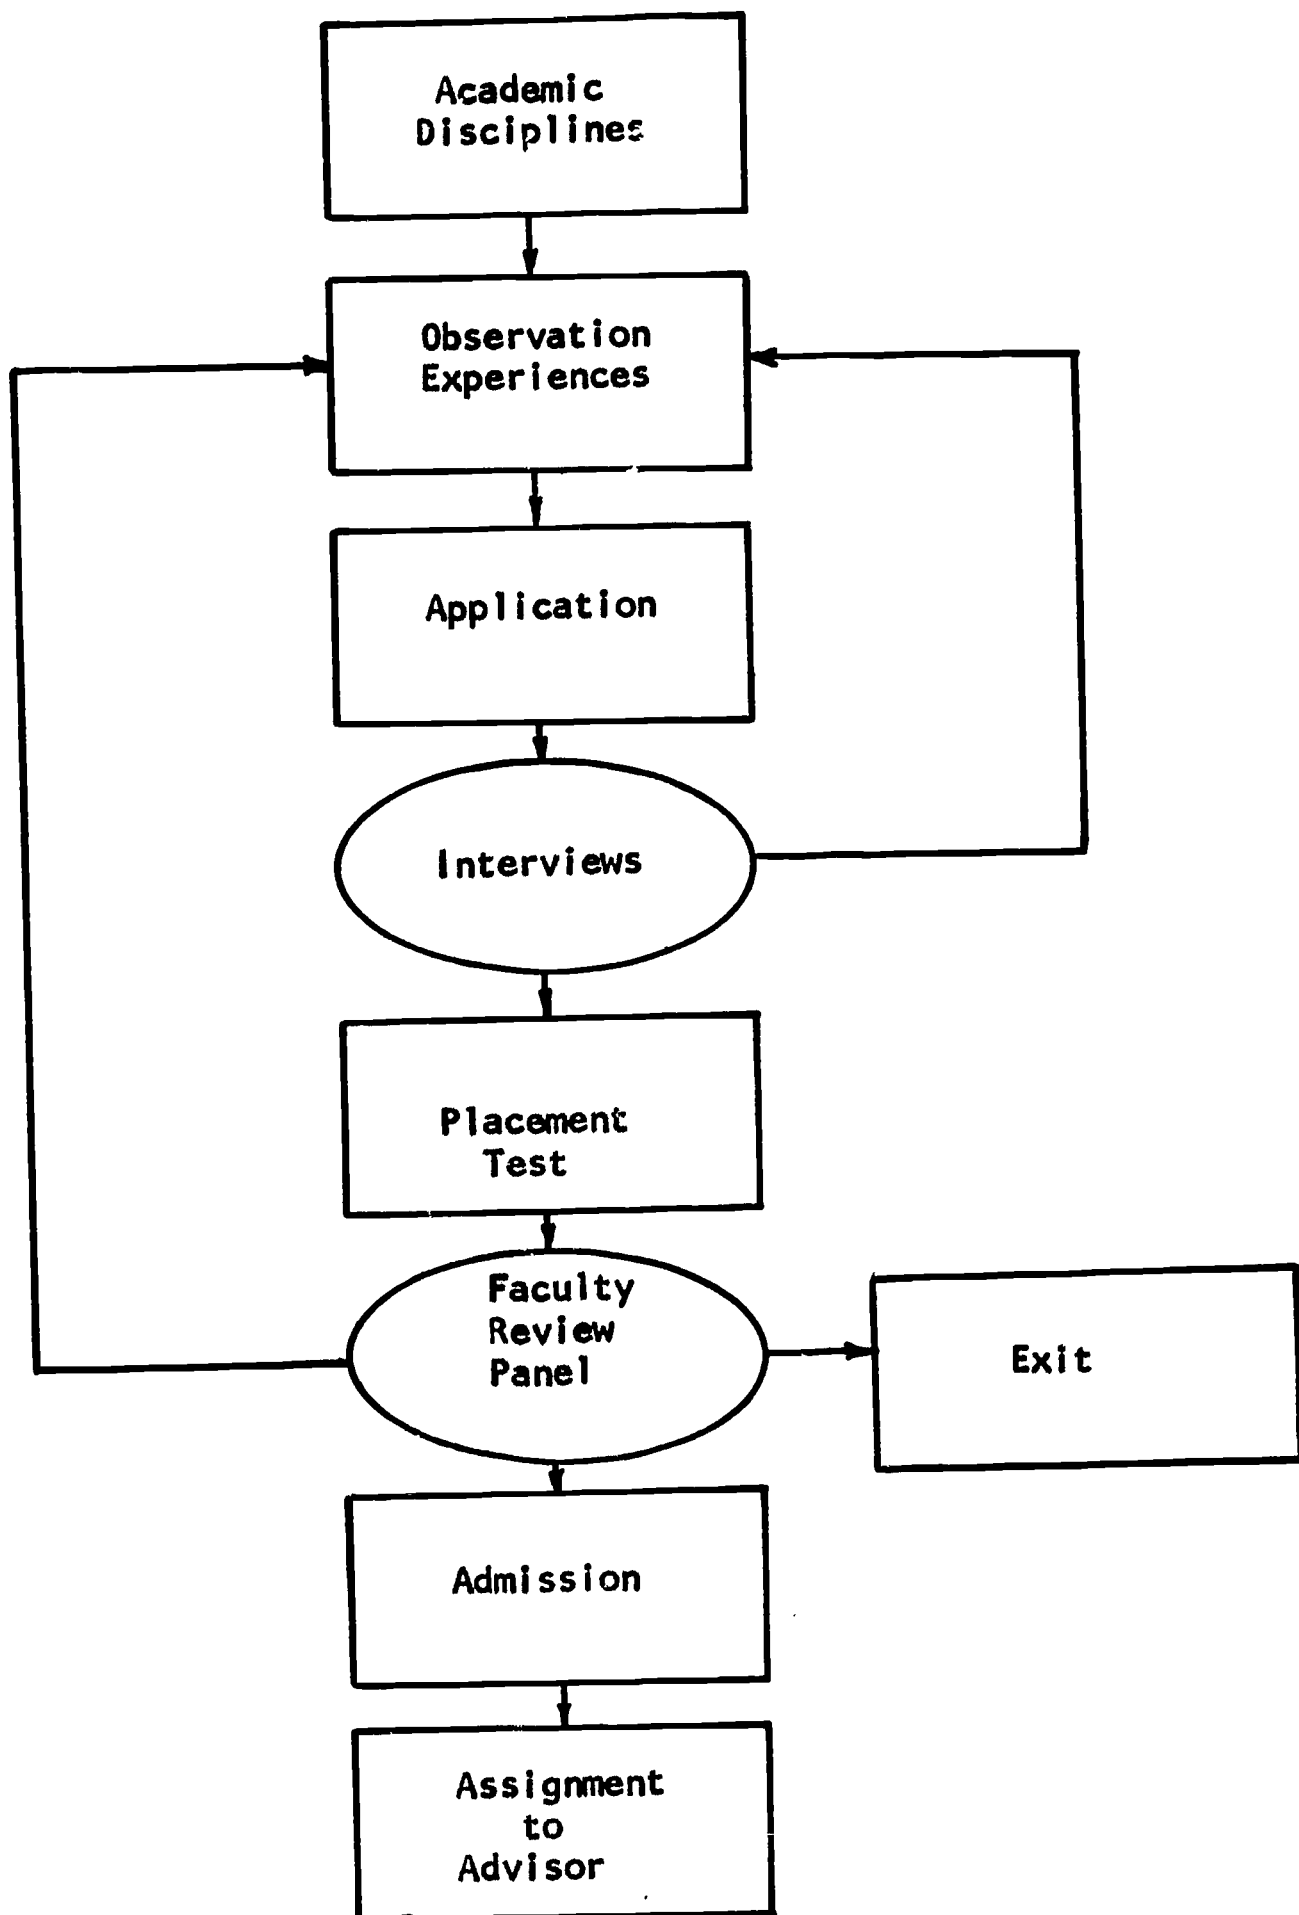 Academic
Disciplines
Observation
Experiences
Application
Interviews
Placement
Test
Faculty
Review
Panel
Exit
Admission
Assignment
to
Advisor